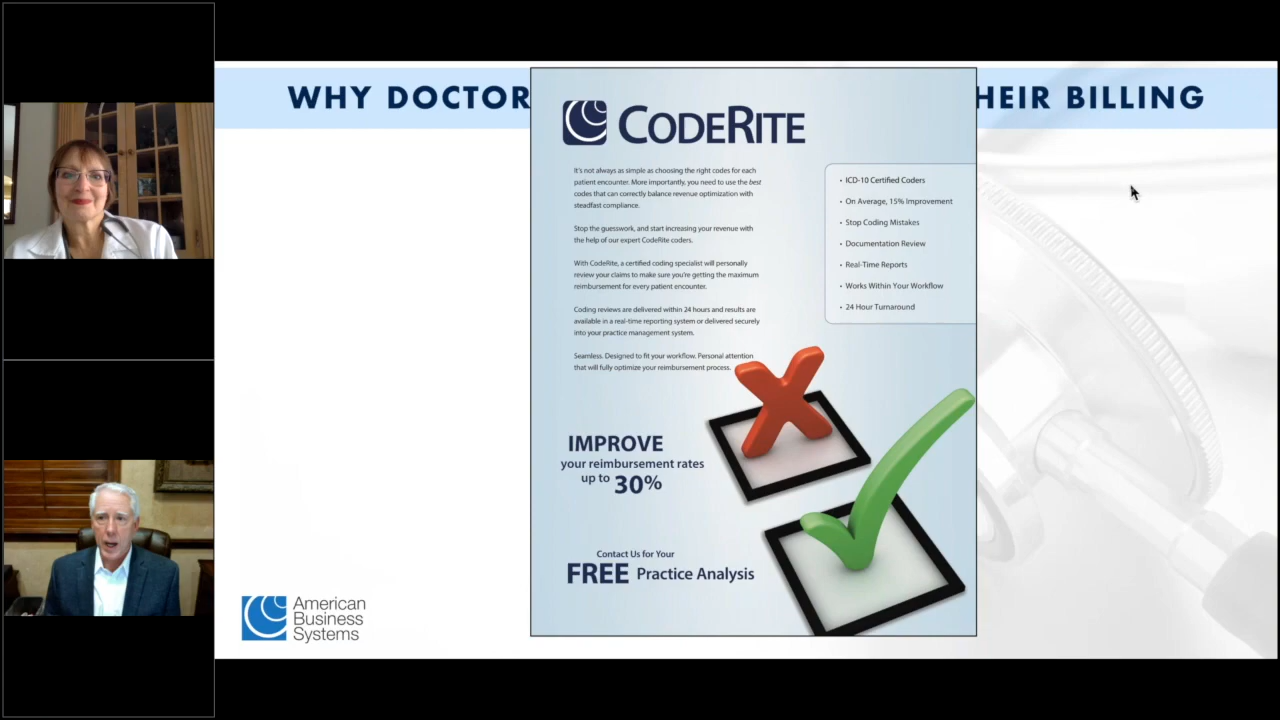 WHY DOCTOR
HEIR BILLING
CODERITE
It's not always as simple as choosing the right codes for each
patient encounter. More importantly, you need to use the best
codes that can correctly balance revenue optimization with
steadfast compliance.
Stop the guesswork, and start increasing your revenue with
the help of our expert CodeRite coders.
With CodeRite, a certified coding specialist will personally
review your claims to make sure you're getting the maximum
reimbursement for every patient encounter.
Coding reviews are delivered within 24 hours and results are
available in a real-time reporting system or delivered securely
into your practice management system.
Seamless. Designed to fit your workflow. Personal attention
that will fully optimize your reimbursement process.
• ICD-10 Certified Coders
• On Average, 15% Improvement
• Stop Coding Mistakes
• Documentation Review
• Real-Time Reports
• Works Within Your Workflow
• 24 Hour Turnaround
IMPROVE
your reimbursement rates
up to 30%
Contact Us for Your
FREE Practice Analysis
American
Business
Systems